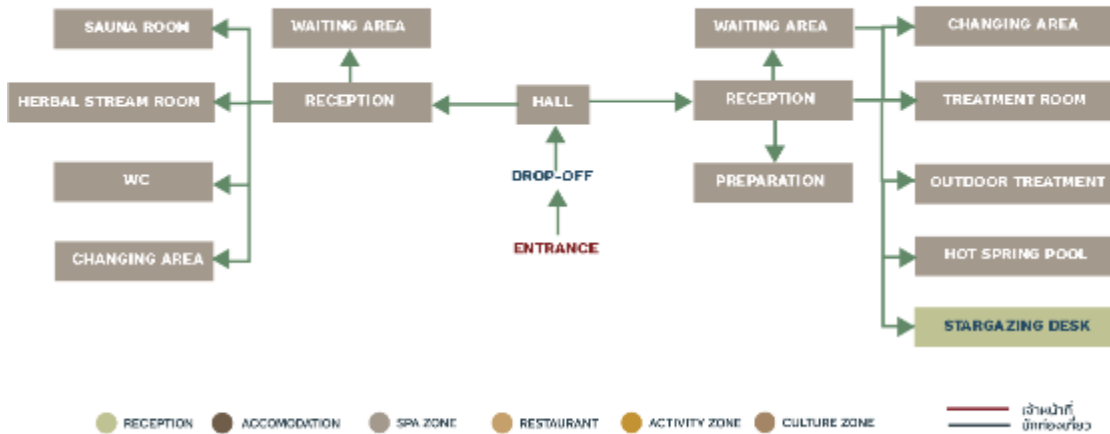 SAUNA ROOM
WAITING AREA
WAITING AREA
CHANGING AREA
HERBAL STREAM ROOM
RECEPTION
HALL
RECEPTION
TREATMENT ROOM
WC
DROP-OFF
PREPARATION
OUTDOOR TREATMENT
CHANGING AREA
ENTRANCE
HOT SPRING POOL
STARGAZING DESK
RECEPTION
ACCOMODATION
SPA ZONE
RESTAURANT
ACTIVITY ZONE
CULTURE ZONE
เจ้าหน้าที่
นักท่องเที่ยว